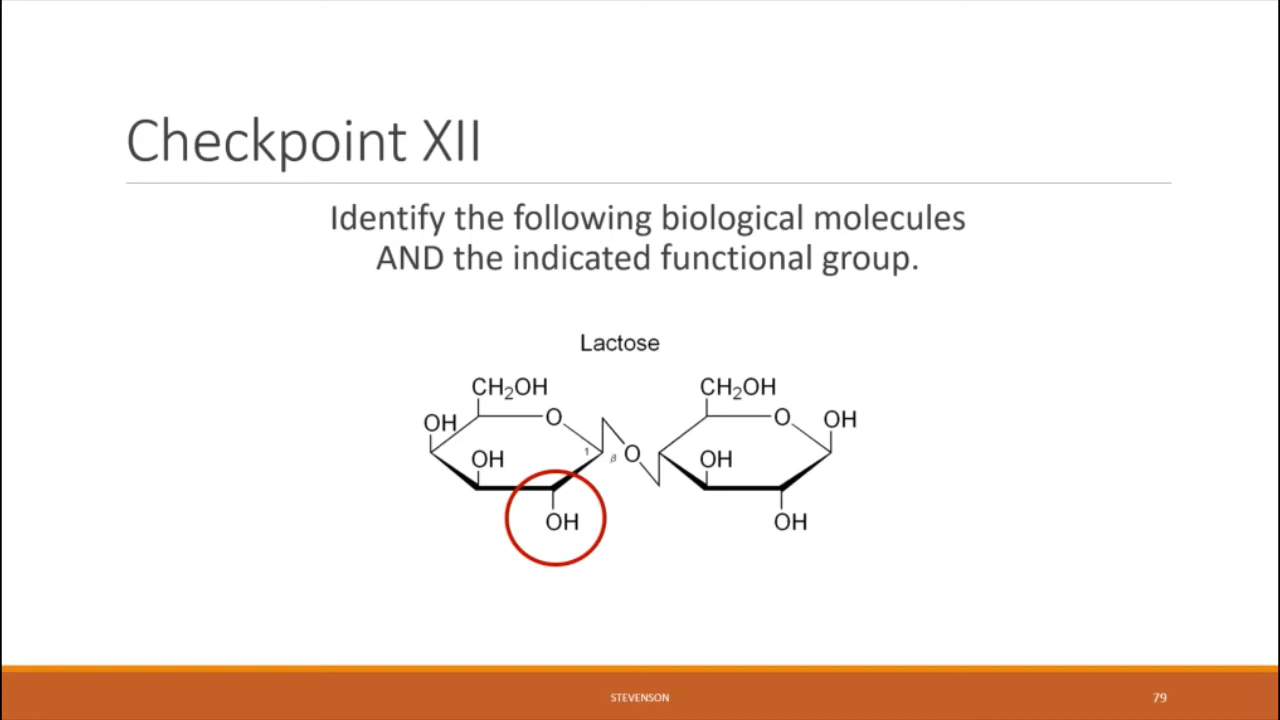 Checkpoint XII
Identify the following biological molecules
AND the indicated functional group.
Lactose
CH₂OH CH₂OH
OH O O OH
OH 1 β O OH
OH OH
STEVENSON 79